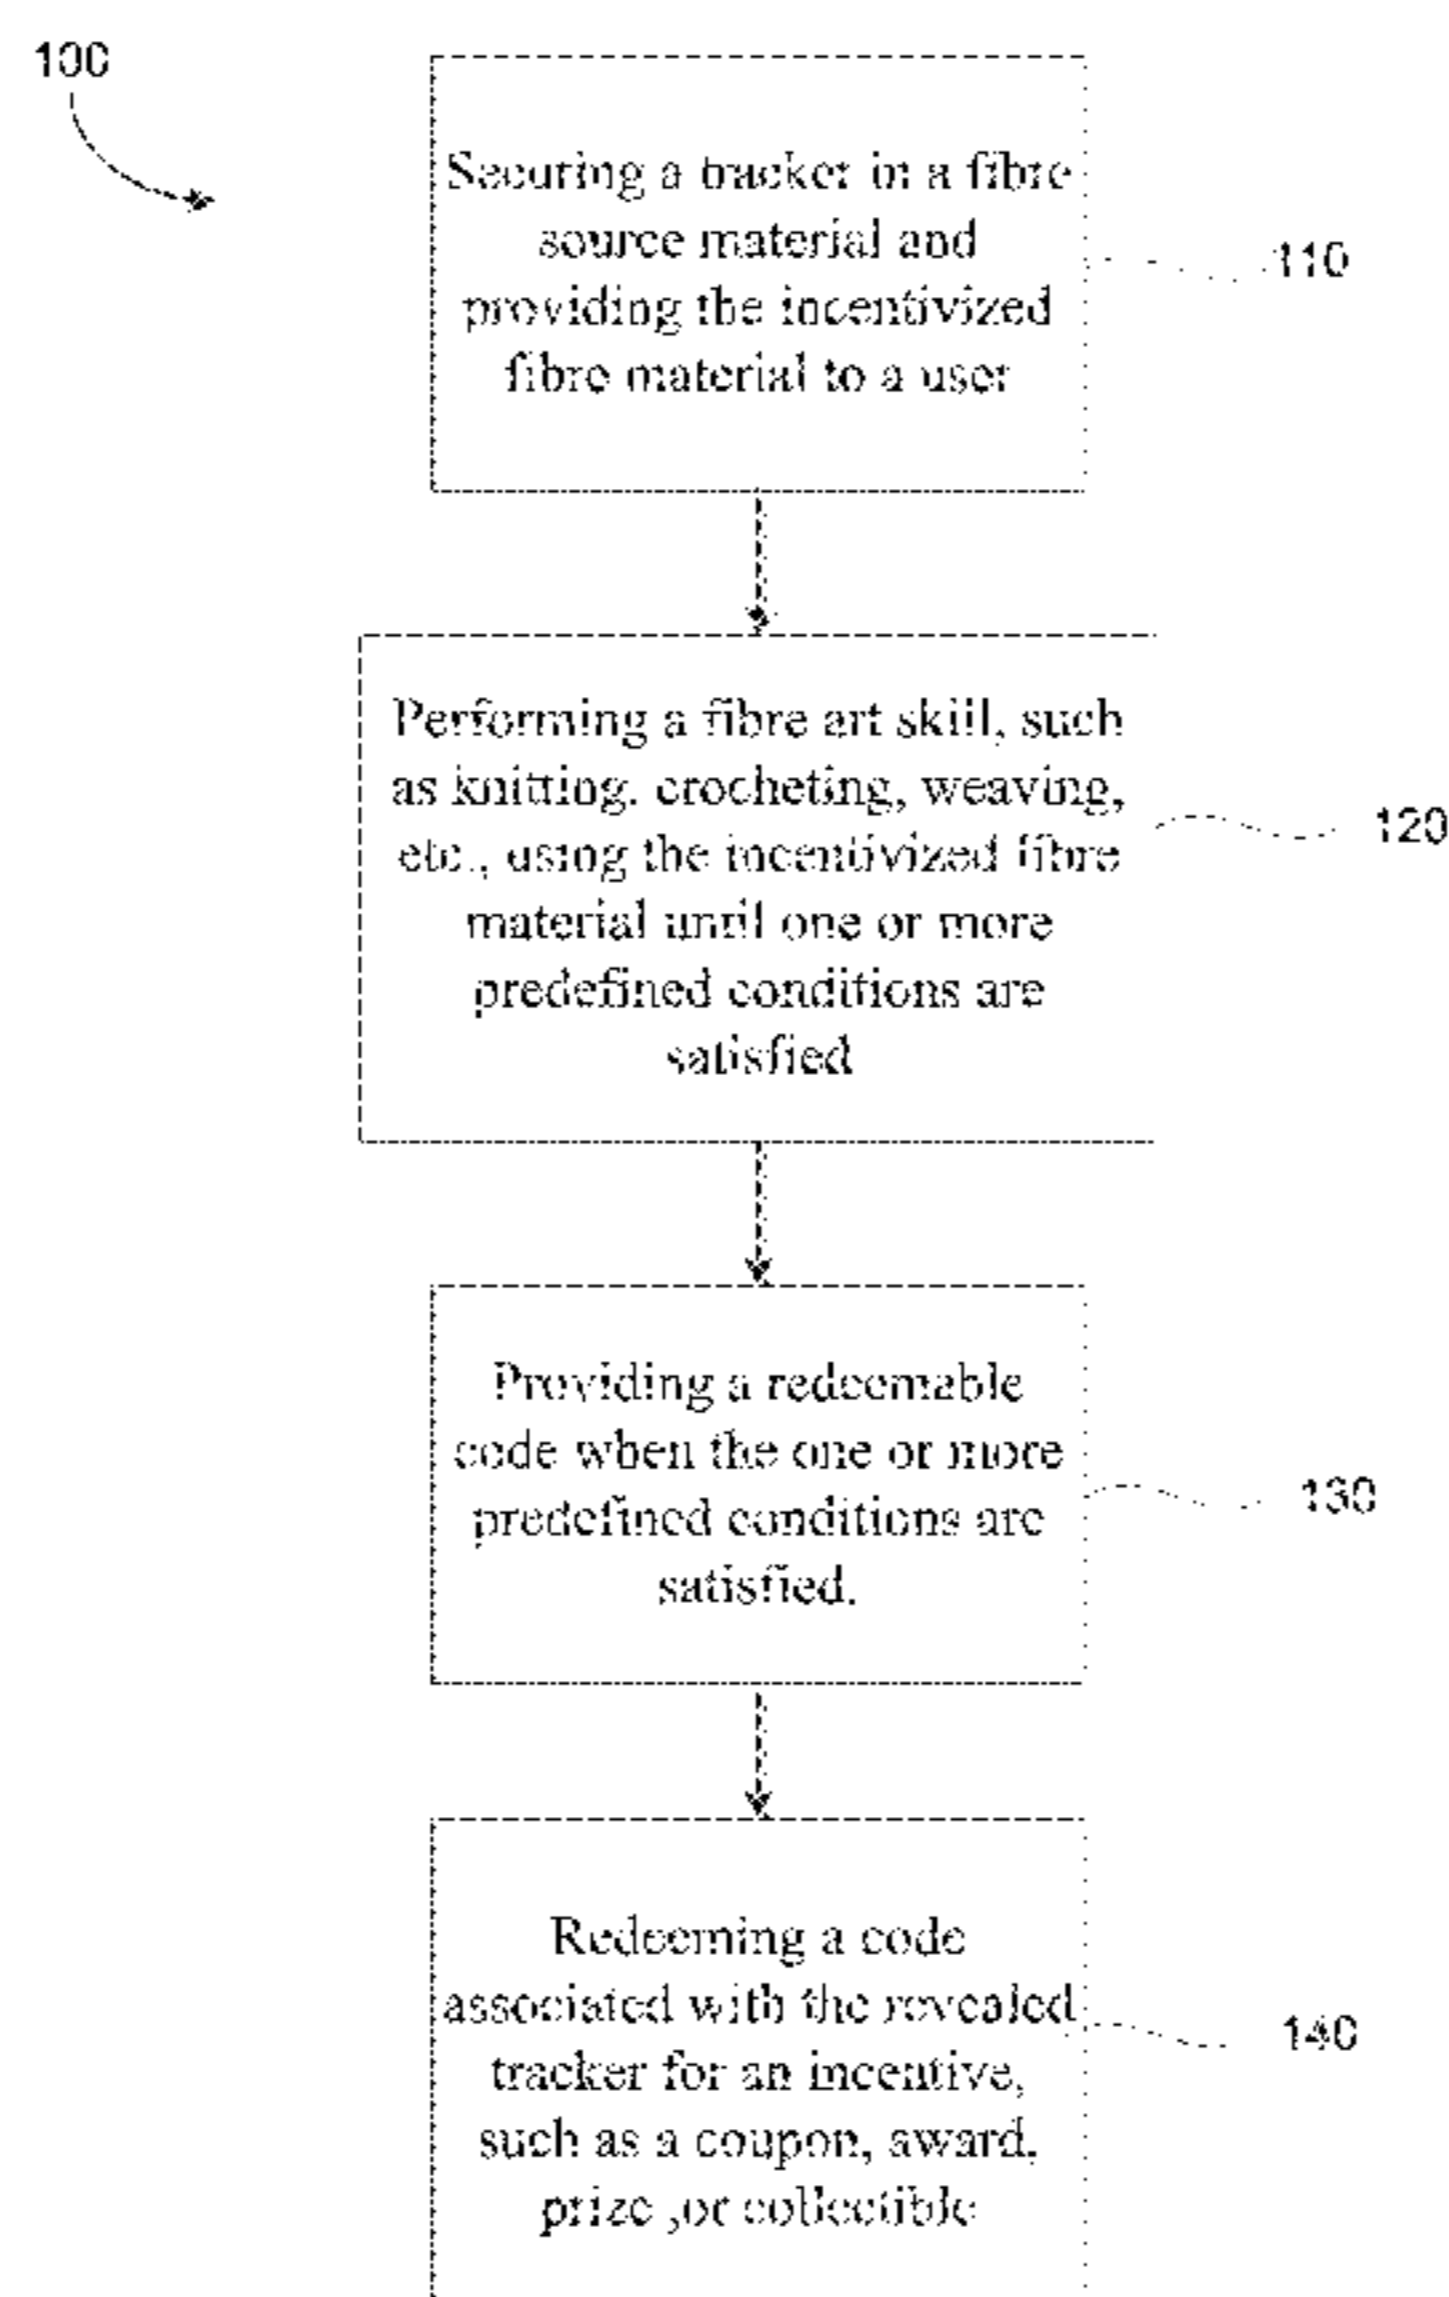 100
Securing a tracker in a fibre
source material and
providing the incentivized
fibre material to a user
110
Performing a fibre art skill, such
as knitting, crocheting, weaving,
etc., using the incentivized fibre
material until one or more
predefined conditions are
satisfied
120
Providing a redeemable
code when the one or more
predefined conditions are
satisfied.
130
Redeeming a code
associated with the revealed
tracker for an incentive,
such as a coupon, award,
prize ,or collectible
140